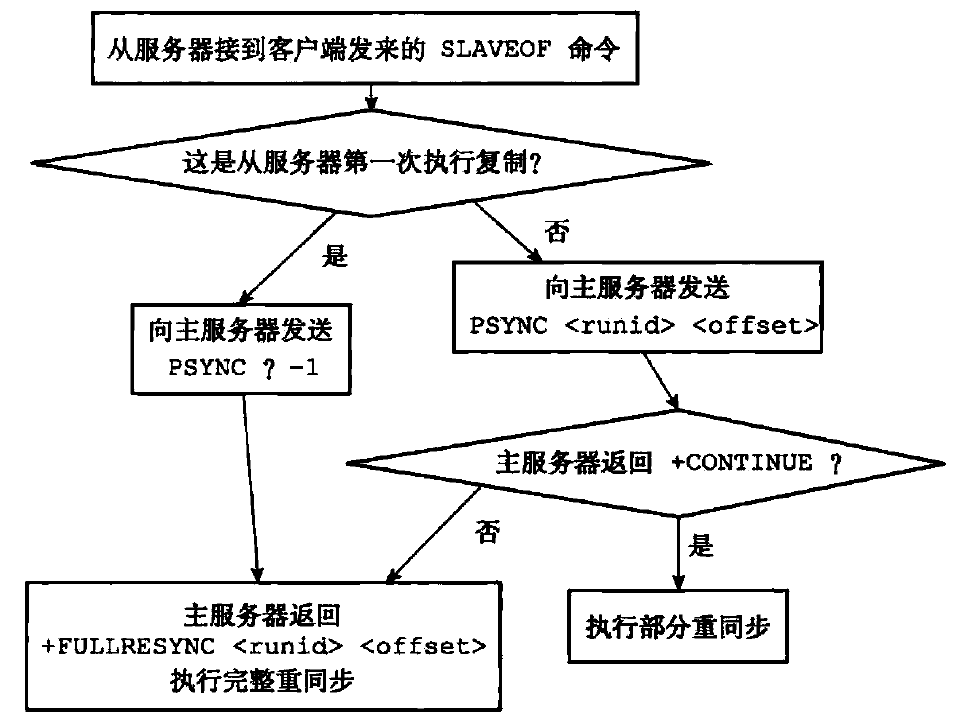 从服务器接到客户端发来的 SLAVEOF 命令
这是从服务器第一次执行复制?
是
否
向主服务器发送
PSYNC ? -1
向主服务器发送
PSYNC <runid> <offset>
主服务器返回 +CONTINUE ?
否
是
主服务器返回
+FULLRESYNC <runid> <offset>
执行完整重同步
执行部分重同步